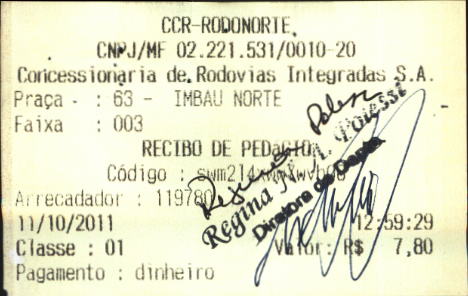 CCR-RODONORTE.
CNPJ/MF 02.221.531/0010-20
Concessionaria de Rodovias Integradas S.A.
Praça : 63 - IMBAU NORTE
Faixa : 003
RECIBO DE PEDAGIO
Código :
Arrecadador : 119780
11/10/2011 12:59:29
Classe : 01 Valor: R$ 7,80
Pagamento : dinheiro
Regina M. A. Polessi
Diretora de Depto